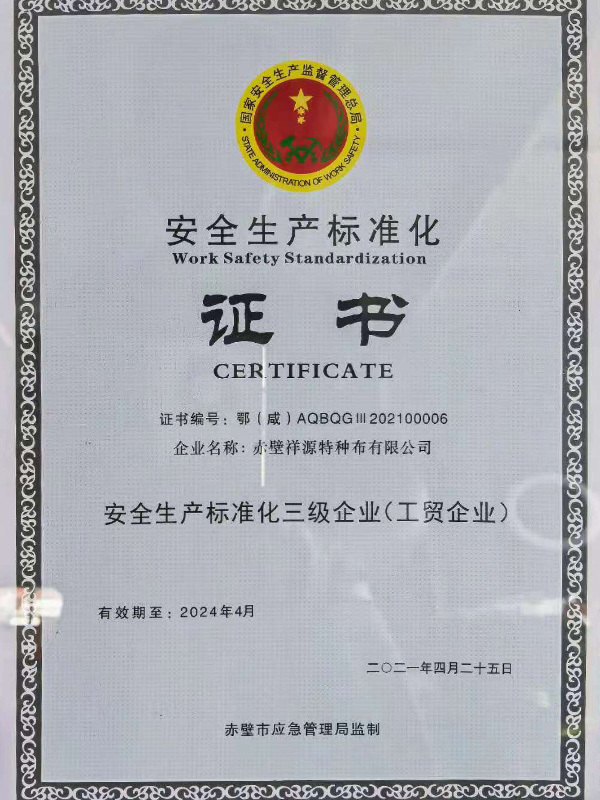 国家安全生产监督管理总局
STATE ADMINISTRATION OF WORK SAFETY
安全生产标准化
Work Safety Standardization
证书
CERTIFICATE
证书编号：鄂（咸）AQBQGⅢ202100006
企业名称：赤壁祥源特种布有限公司
安全生产标准化三级企业（工贸企业）
有效期至：2024年4月
二〇二一年四月二十五日
赤壁市应急管理局监制